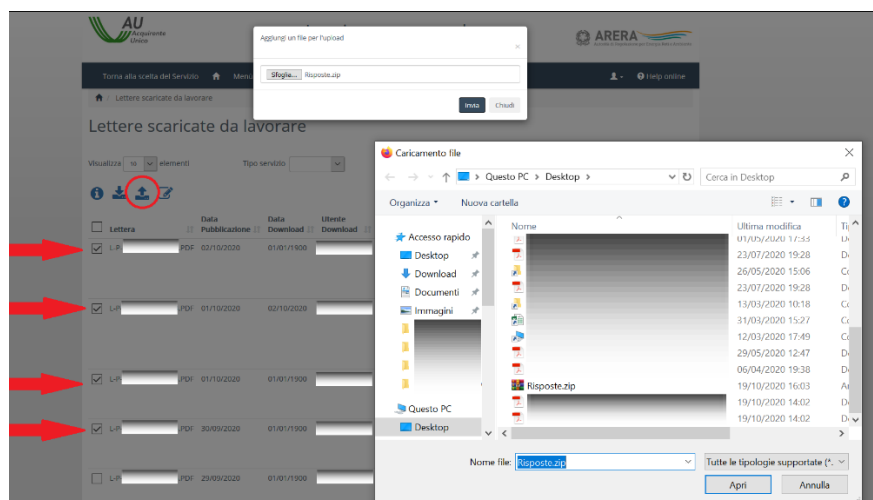 AU
Acquirente
Unico
ARERA
Aggiungi un file per l'upload
×
Sfoglia... Risposte.zip
Invia Chiudi
Torna alla scelta del Servizio Menu
Help online
/ Lettere scaricate da lavorare
Lettere scaricate da lavorare
Visualizza 10 elementi Tipo servizio
Lettera Data Pubblicazione Data Download Utente Download
L-P- .PDF 02/10/2020 01/01/1900
L-P- .PDF 01/10/2020 02/10/2020
L-P- .PDF 01/10/2020 01/01/1900
L-P- .PDF 30/09/2020 01/01/1900
L-P- .PDF 29/09/2020 01/01/1900
Caricamento file
Questo PC > Desktop >
Cerca in Desktop
Organizza Nuova cartella
Accesso rapido
Desktop
Download
Documenti
Immagini
Questo PC
Desktop
Nome Ultima modifica
01/05/2020 17:33
23/07/2020 19:28
26/05/2020 15:06
23/07/2020 19:28
13/03/2020 10:18
31/03/2020 15:27
12/03/2020 17:49
29/05/2020 12:47
06/04/2020 19:38
Risposte.zip 19/10/2020 16:03
19/10/2020 14:02
19/10/2020 14:02
Nome file: Risposte.zip Tutte le tipologie supportate (*.
Apri Annulla